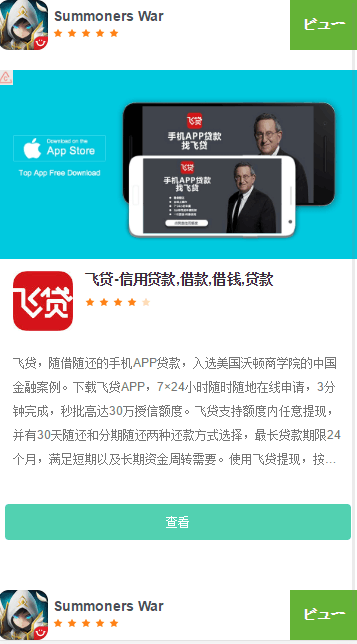 Summoners War
ビュー
Download on the
App Store
Top App Free Download
飞贷
手机APP贷款
找飞贷
飞贷
手机APP贷款
找飞贷
飞贷
飞贷-信用贷款,借款,借钱,贷款
飞贷，随借随还的手机APP贷款，入选美国沃顿商学院的中国
金融案例。下载飞贷APP，7×24小时随时随地在线申请，3分
钟完成，秒批高达30万授信额度。飞贷支持额度内任意提现，
并有30天随还和分期随还两种还款方式选择，最长贷款期限24
个月，满足短期以及长期资金周转需要。使用飞贷提现，按...
查看
Summoners War
ビュー